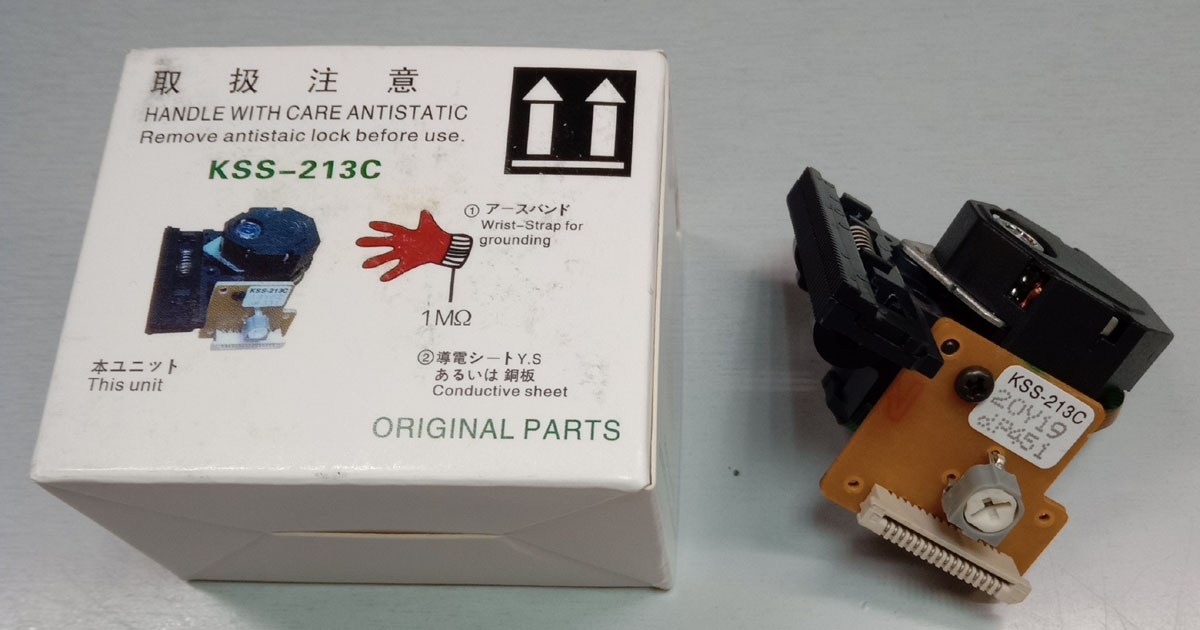 取扱注意
HANDLE WITH CARE ANTISTATIC
Remove antistaic lock before use.
KSS-213C
KSS-213C
本ユニット
This unit
① アースバンド
Wrist-Strap for
grounding
1MΩ
② 導電シートY.S
あるいは 銅板
Conductive sheet
ORIGINAL PARTS
KSS-213C
20V19